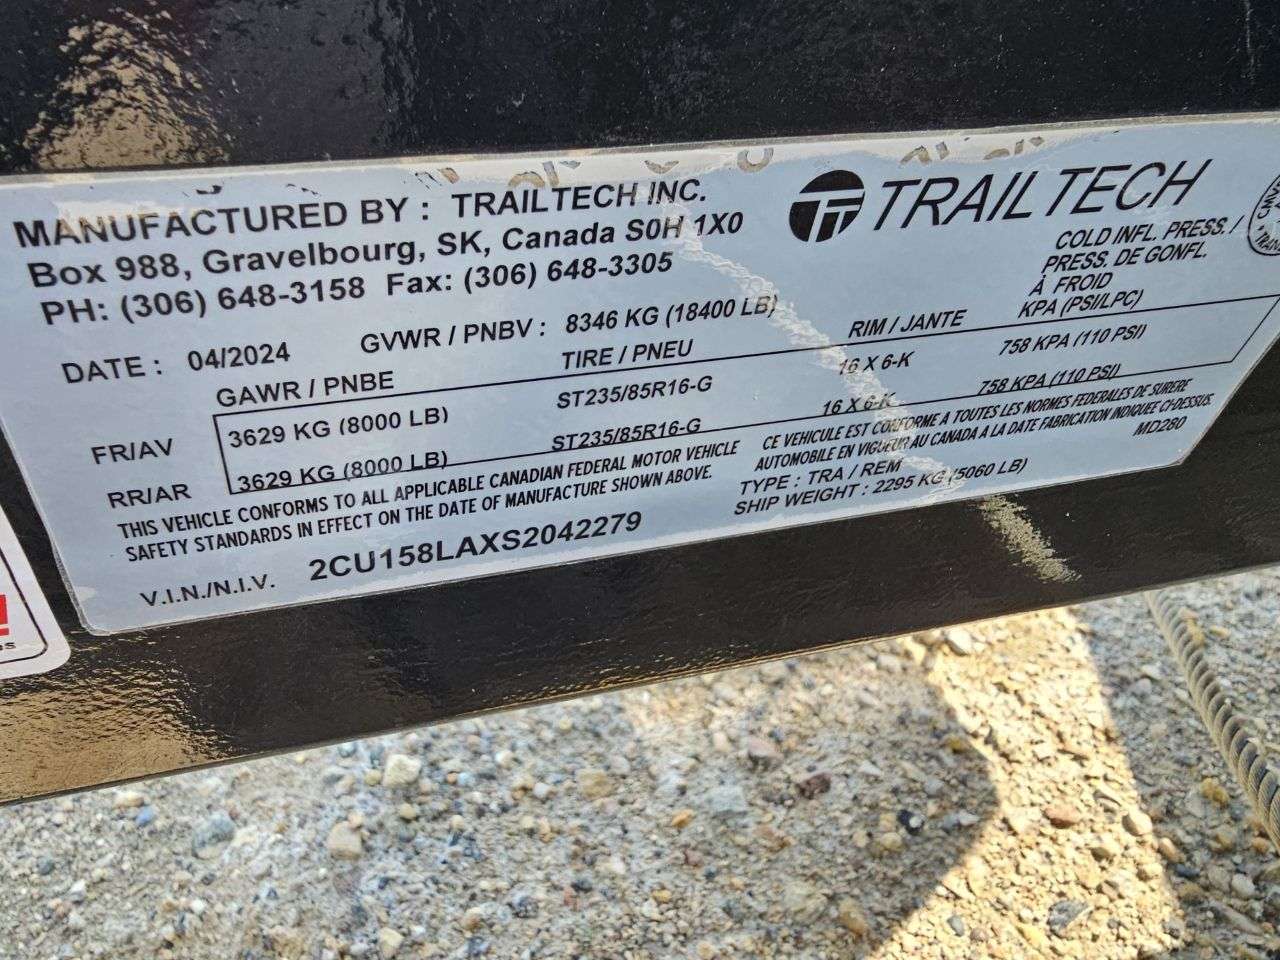 MANUFACTURED BY : TRAILTECH INC.
Box 988, Gravelbourg, SK, Canada S0H 1X0
PH: (306) 648-3158 Fax: (306) 648-3305
TRAILTECH
DATE : 04/2024 GVWR / PNBV : 8346 KG (18400 LB)
COLD INFL. PRESS. /
PRESS. DE GONFL.
À FROID
KPA (PSI/LPC)
GAWR / PNBE TIRE / PNEU RIM / JANTE
FR/AV 3629 KG (8000 LB) ST235/85R16-G 16 X 6-K 758 KPA (110 PSI)
RR/AR 3629 KG (8000 LB) ST235/85R16-G 16 X 6-K 758 KPA (110 PSI)
THIS VEHICLE CONFORMS TO ALL APPLICABLE CANADIAN FEDERAL MOTOR VEHICLE
SAFETY STANDARDS IN EFFECT ON THE DATE OF MANUFACTURE SHOWN ABOVE.
CE VEHICULE EST CONFORME A TOUTES LES NORMES FEDERALES DE SURERE
AUTOMOBILE EN VIGUEUR AU CANADA A LA DATE FABRICATION INDIQUEE CI-DESSUS.
TYPE : TRA / REM MD280
SHIP WEIGHT : 2295 KG (5060 LB)
V.I.N./N.I.V. 2CU158LAXS2042279